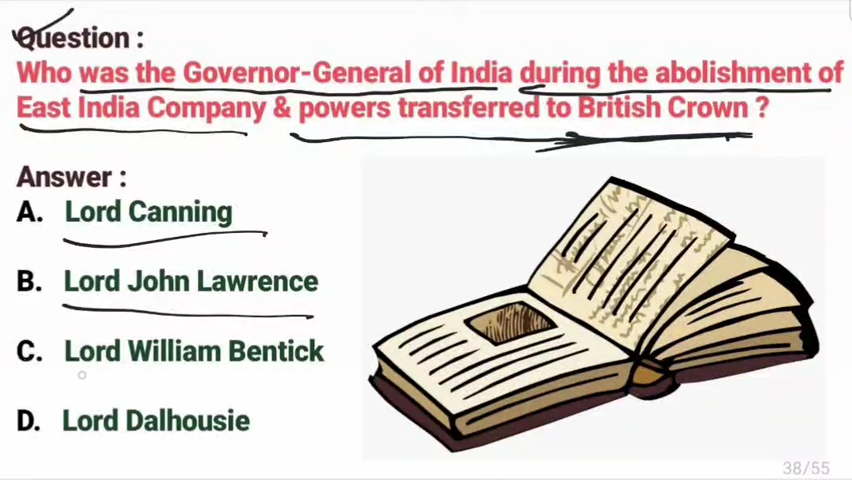 Question :
Who was the Governor-General of India during the abolishment of
East India Company & powers transferred to British Crown ?
Answer :
A. Lord Canning
B. Lord John Lawrence
C. Lord William Bentick
D. Lord Dalhousie
38/55